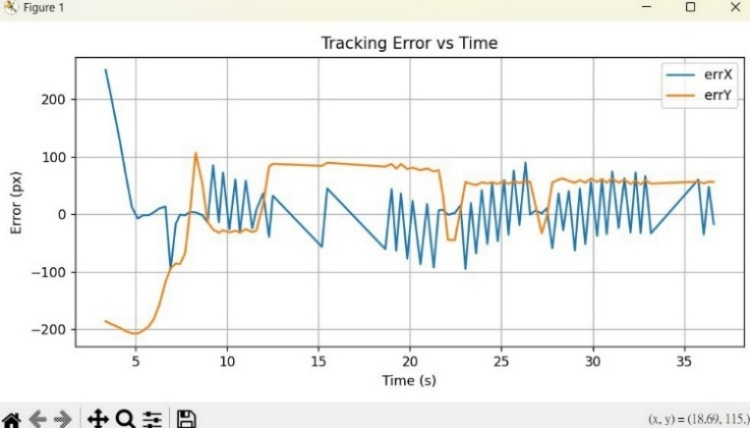 Figure 1
Tracking Error vs Time
errX
errY
200
100
0
−100
−200
Error (px)
5 10 15 20 25 30 35
Time (s)
(x, y) = (18.69, 115.)